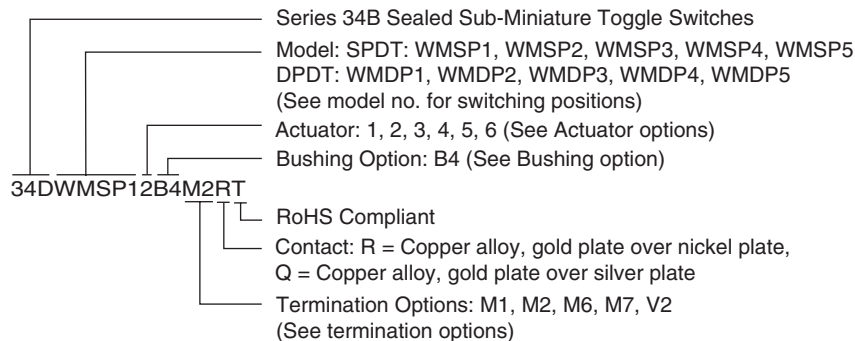 Series 34B Sealed Sub-Miniature Toggle Switches
Model: SPDT: WMSP1, WMSP2, WMSP3, WMSP4, WMSP5
DPDT: WMDP1, WMDP2, WMDP3, WMDP4, WMDP5
(See model no. for switching positions)
Actuator: 1, 2, 3, 4, 5, 6 (See Actuator options)
Bushing Option: B4 (See Bushing option)
34DWMSP12B4M2RT
RoHS Compliant
Contact: R = Copper alloy, gold plate over nickel plate,
Q = Copper alloy, gold plate over silver plate
Termination Options: M1, M2, M6, M7, V2
(See termination options)